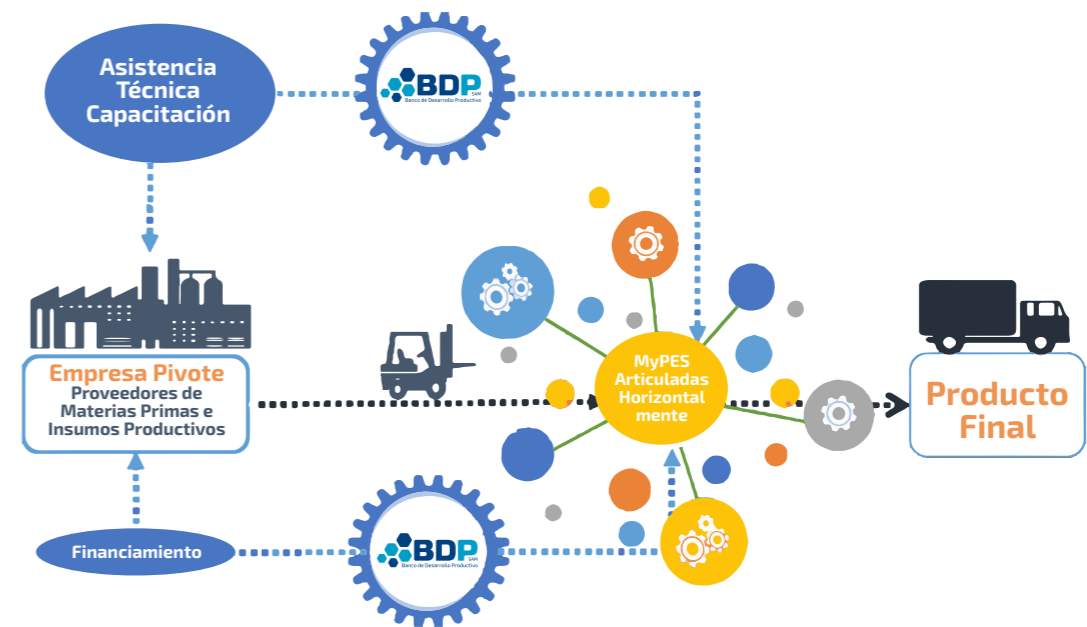 Asistencia
Técnica
Capacitación
BDP
SAM
Banco de Desarrollo Productivo
Empresa Pivote
Proveedores de
Materias Primas e
Insumos Productivos
MyPES
Articuladas
Horizontal
mente
Producto
Final
Financiamiento
BDP
SAM
Banco de Desarrollo Productivo